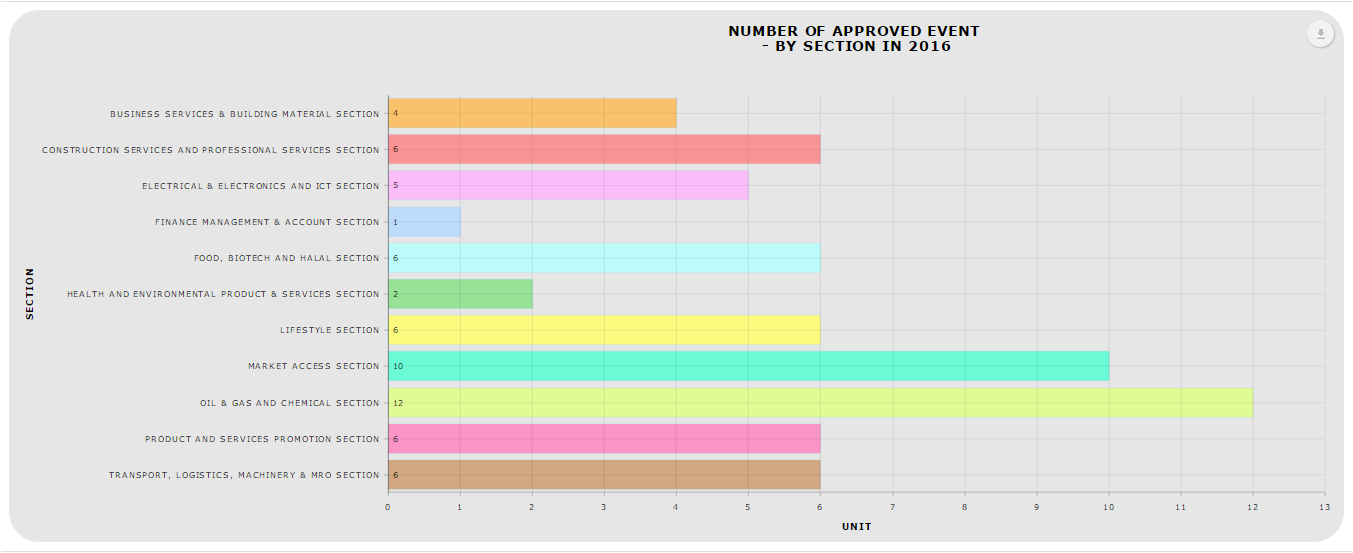 NUMBER OF APPROVED EVENT
- BY SECTION IN 2016
BUSINESS SERVICES & BUILDING MATERIAL SECTION 4
CONSTRUCTION SERVICES AND PROFESSIONAL SERVICES SECTION 6
ELECTRICAL & ELECTRONICS AND ICT SECTION 5
FINANCE MANAGEMENT & ACCOUNT SECTION 1
FOOD, BIOTECH AND HALAL SECTION 6
HEALTH AND ENVIRONMENTAL PRODUCT & SERVICES SECTION 2
LIFESTYLE SECTION 6
MARKET ACCESS SECTION 10
OIL & GAS AND CHEMICAL SECTION 12
PRODUCT AND SERVICES PROMOTION SECTION 6
TRANSPORT, LOGISTICS, MACHINERY & MRO SECTION 6
SECTION
0 1 2 3 4 5 6 7 8 9 10 11 12 13
UNIT